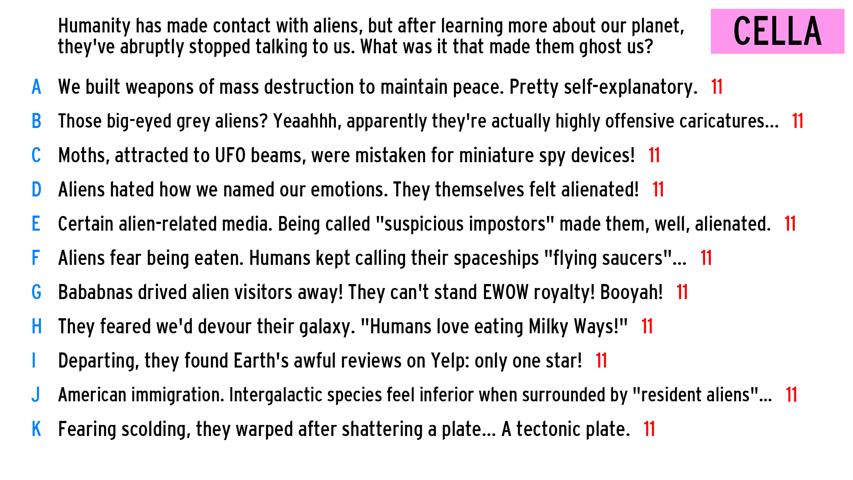 Humanity has made contact with aliens, but after learning more about our planet,
they've abruptly stopped talking to us. What was it that made them ghost us?
CELLA
A We built weapons of mass destruction to maintain peace. Pretty self-explanatory. 11
B Those big-eyed grey aliens? Yeaahhh, apparently they're actually highly offensive caricatures... 11
C Moths, attracted to UFO beams, were mistaken for miniature spy devices! 11
D Aliens hated how we named our emotions. They themselves felt alienated! 11
E Certain alien-related media. Being called "suspicious impostors" made them, well, alienated. 11
F Aliens fear being eaten. Humans kept calling their spaceships "flying saucers"... 11
G Bababnas drived alien visitors away! They can't stand EWOW royalty! Booyah! 11
H They feared we'd devour their galaxy. "Humans love eating Milky Ways!" 11
I Departing, they found Earth's awful reviews on Yelp: only one star! 11
J American immigration. Intergalactic species feel inferior when surrounded by "resident aliens"... 11
K Fearing scolding, they warped after shattering a plate... A tectonic plate. 11